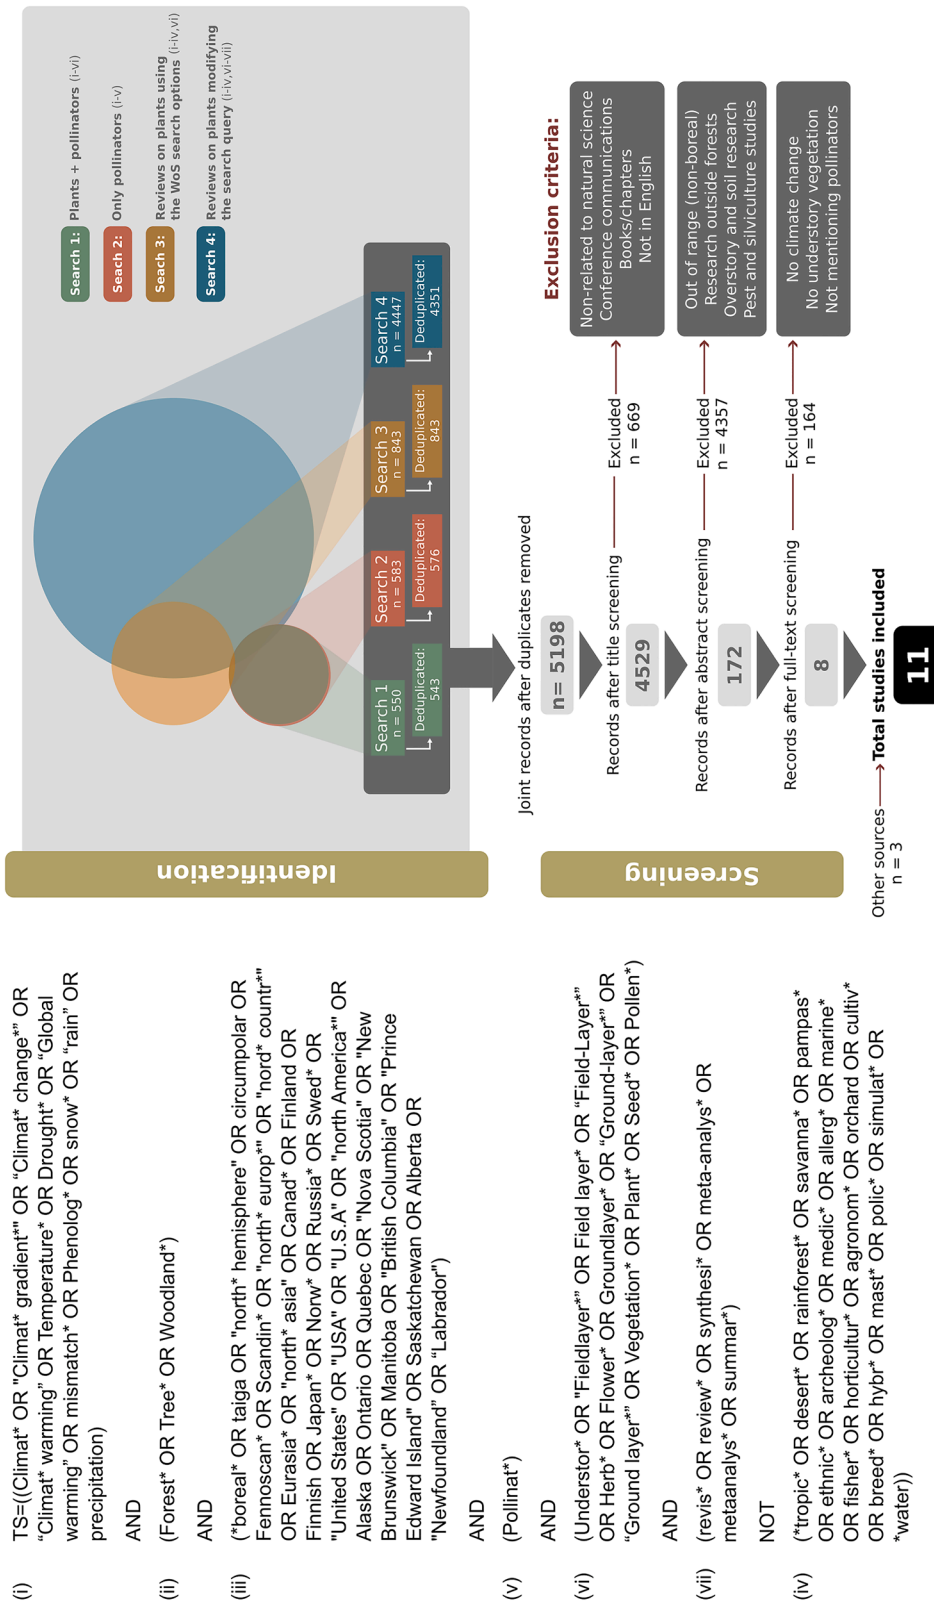 (i) TS=((Climat* OR "Climat* gradient*" OR “Climat* change*” OR
“Climat* warming” OR Temperature* OR Drought* OR “Global
warming” OR mismatch* OR Phenolog* OR snow* OR “rain” OR
precipitation)
AND
(ii) (Forest* OR Tree* OR Woodland*)
AND
(iii) (*boreal* OR taiga OR "north* hemisphere" OR circumpolar OR
Fennoscan* OR Scandin* OR "north* europ*" OR "nord* countr*"
OR Eurasia* OR "north* asia" OR Canad* OR Finland OR
Finnish OR Japan* OR Norw* OR Russia* OR Swed* OR
"United States" OR "USA" OR "U.S.A" OR "north America*" OR
Alaska OR Ontario OR Quebec OR "Nova Scotia" OR "New
Brunswick" OR Manitoba OR "British Columbia" OR "Prince
Edward Island" OR Saskatchewan OR Alberta OR
"Newfoundland” OR “Labrador")
AND
(v) (Pollinat*)
AND
(vi) (Understor* OR "Fieldlayer*” OR Field layer* OR “Field-Layer*”
OR Herb* OR Flower* OR Groundlayer* OR “Ground-layer*” OR
“Ground layer*” OR Vegetation* OR Plant* OR Seed* OR Pollen*)
AND
(vii) (revis* OR review* OR synthesi* OR meta-analys* OR
metaanalys* OR summar*)
NOT
(iv) (*tropic* OR desert* OR rainforest* OR savanna* OR pampas*
OR ethnic* OR archeolog* OR medic* OR allerg* OR marine*
OR fisher* OR horticultur* OR agronom* OR orchard OR cultiv*
OR breed* OR hybr* OR mast* OR polic* OR simulat* OR
*water))
Identification
Search 1: Plants + pollinators (i-vi)
Seach 2: Only pollinators (i-v)
Seach 3: Reviews on plants using
the WoS search options (i-iv,vi)
Search 4: Reviews on plants modifying
the search query (i-iv,vi-vii)
Search 1
n = 550
Deduplicated:
543
Search 2
n = 583
Deduplicated:
576
Search 3
n = 843
Deduplicated:
843
Search 4
n = 4447
Deduplicated:
4351
Screening
Joint records after duplicates removed
n= 5198
Exclusion criteria:
Records after title screening
4529
Excluded
n = 669
Non-related to natural science
Conference communications
Books/chapters
Not in English
Records after abstract screening
172
Excluded
n = 4357
Out of range (non-boreal)
Research outside forests
Overstory and soil research
Pest and silviculture studies
Records after full-text screening
8
Excluded
n = 164
No climate change
No understory vegetation
Not mentioning pollinators
Other sources
n = 3
Total studies included
11